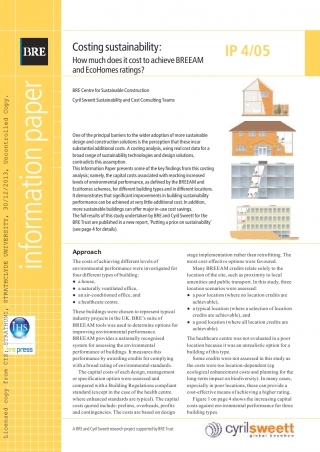 BRE
Costing sustainability:
How much does it cost to achieve BREEAM
and EcoHomes ratings?
IP 4/05
BRE Centre for Sustainable Construction
Cyril Sweett Sustainability and Cost Consulting Teams
information paper
Licensed copy from CIS: STRATHUNI, STRATHCLYDE UNIVERSITY, 30/12/2013, Uncontrolled Copy.
One of the principal barriers to the wider adoption of more sustainable
design and construction solutions is the perception that these incur
substantial additional costs. A costing analysis, using real cost data for a
broad range of sustainability technologies and design solutions,
contradicts this assumption.
This Information Paper presents some of the key findings from this costing
analysis; namely, the capital costs associated with reaching increased
levels of environmental performance, as defined by the BREEAM and
EcoHomes schemes, for different building types and in different locations.
It demonstrates that significant improvements in building sustainability
performance can be achieved at very little additional cost. In addition,
more sustainable buildings can offer major in-use cost savings.
The full results of this study undertaken by BRE and Cyril Sweett for the
BRE Trust are published in a new report, 'Putting a price on sustainability'
(see page 4 for details)
Approach
The costs of achieving different levels of
environmental performance were investigated for
four different types of building:
● a house,
● a naturally ventilated office,
● an air-conditioned office, and
● a healthcare centre.
These buildings were chosen to represent typical
industry projects in the UK. BRE's suite of
BREEAM tools was used to determine options for
improving environmental performance.
BREEAM provides a nationally recognised
system for assessing the environmental
performance of buildings. It measures this
performance by awarding credits for complying
with a broad ranging of environmental standards.
The capital costs of each design, management
or specification option were assessed and
compared with a Building Regulations compliant
standard (except in the case of the healthcare
centre, where exemplar standards already exceed
the legal minimum standards). The capital
costs quoted include: prelims, overheads, profits
and contingencies. The costs are based on design
stage implementation rather than retrofitting. The
most cost-effective options were favoured.
Many BREEAM credits relate solely to the
location of the site, such as proximity to local
amenities and public transport. In this study, three
location scenarios were assessed:
● a poor location (where no location credits are
achievable),
● a typical location (where a selection of location
credits are achievable), and
● a good location (where all location credits are
achievable).
The healthcare centre was not evaluated in a poor
location because it was an unrealistic option for a
building of this type.
Some credits were not assessed in this study as
the costs were too location-dependent (eg
ecological enhancement costs and planning for the
long-term impact on biodiversity). In many cases,
especially in poor locations, these can provide a
cost-effective means of achieving a higher rating.
Figure 1 on page 4 shows the increasing capital
costs against environmental performance for three
building types.
IHS
press
A BRE and Cyril Sweett research project supported by BRE Trust
cyrilsweett